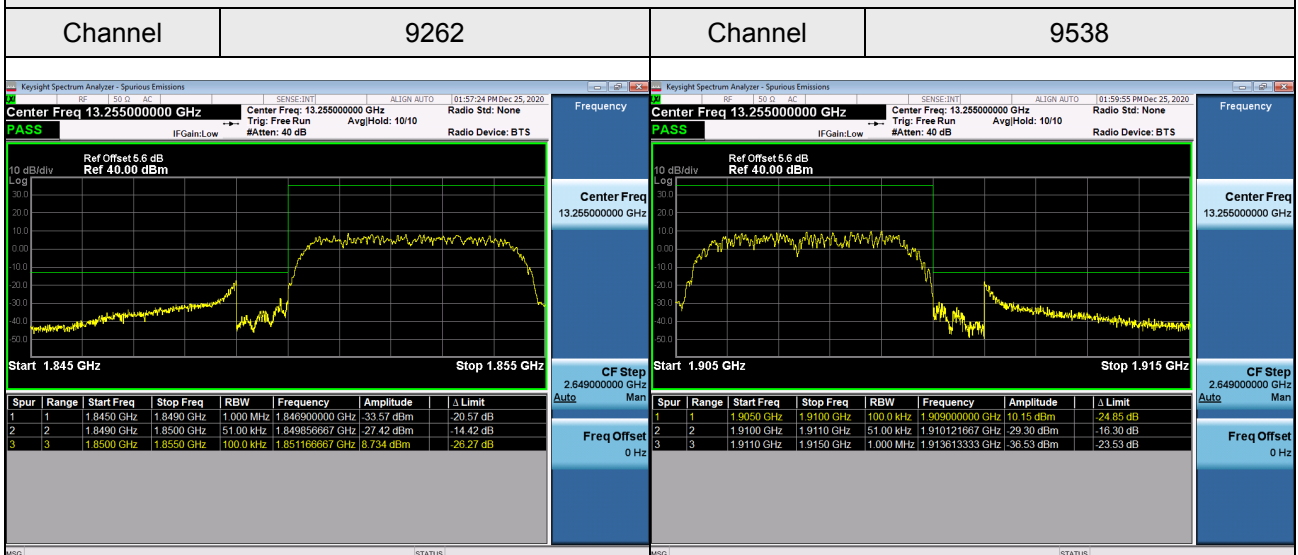 Channel 9262 Channel 9538
Keysight Spectrum Analyzer - Spurious Emissions
RF 50 Ω AC SENSE:INT ALIGN AUTO 01:57:24 PM Dec 25, 2020
Center Freq 13.255000000 GHz Center Freq: 13.255000000 GHz Radio Std: None
Trig: Free Run Avg|Hold: 10/10
PASS IFGain:Low #Atten: 40 dB Radio Device: BTS
Ref Offset 5.6 dB
10 dB/div Ref 40.00 dBm
Log
30.0
20.0
10.0
0.00
-10.0
-20.0
-30.0
-40.0
-50.0
Start 1.845 GHz Stop 1.855 GHz
Spur Range Start Freq Stop Freq RBW Frequency Amplitude Δ Limit
1 1 1.8450 GHz 1.8490 GHz 1.000 MHz 1.846900000 GHz -33.57 dBm -20.57 dB
2 2 1.8490 GHz 1.8500 GHz 51.00 kHz 1.849856667 GHz -27.42 dBm -14.42 dB
3 3 1.8500 GHz 1.8550 GHz 100.0 kHz 1.851166667 GHz 8.734 dBm -26.27 dB
MSG STATUS
Frequency
Center Freq
13.255000000 GHz
CF Step
2.649000000 GHz
Auto Man
Freq Offset
0 Hz
Keysight Spectrum Analyzer - Spurious Emissions
RF 50 Ω AC SENSE:INT ALIGN AUTO 01:59:55 PM Dec 25, 2020
Center Freq 13.255000000 GHz Center Freq: 13.255000000 GHz Radio Std: None
Trig: Free Run Avg|Hold: 10/10
PASS IFGain:Low #Atten: 40 dB Radio Device: BTS
Ref Offset 5.6 dB
10 dB/div Ref 40.00 dBm
Log
30.0
20.0
10.0
0.00
-10.0
-20.0
-30.0
-40.0
-50.0
Start 1.905 GHz Stop 1.915 GHz
Spur Range Start Freq Stop Freq RBW Frequency Amplitude Δ Limit
1 1 1.9050 GHz 1.9100 GHz 100.0 kHz 1.909000000 GHz 10.15 dBm -24.85 dB
2 2 1.9100 GHz 1.9110 GHz 51.00 kHz 1.910121667 GHz -29.30 dBm -16.30 dB
3 3 1.9110 GHz 1.9150 GHz 1.000 MHz 1.913613333 GHz -36.53 dBm -23.53 dB
MSG STATUS
Frequency
Center Freq
13.255000000 GHz
CF Step
2.649000000 GHz
Auto Man
Freq Offset
0 Hz